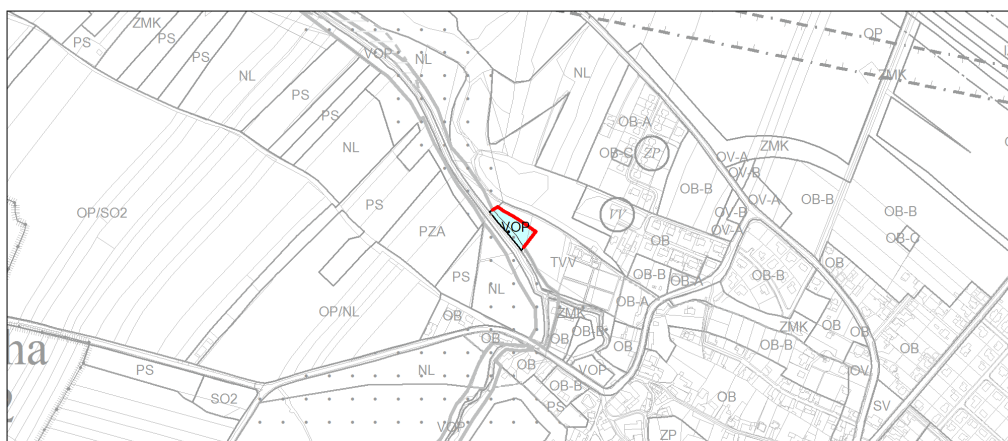 ZMK
PS
PS
PS
VOP
NL
OP
NL
NL
ZMK
PS
PS
OB-A
OB-C
ZP
ZMK
NL
OV-A
OV-B
OB-B
OV-A
OB-B
OP/SO2
PS
OB-B
VV
OV-B
OV-A
PZA
VOP
OB
OB-C
TVV
OB-B
OB-A
OB-B
PS
NL
OB-A
OP/NL
OB
ZMK
OB-B
ZMK
OB
OB
OB
OB
OB
OB-B
OB
ha
PS
NL
OB
OB-B
VOP
OV
SO2
OB
PS
SV
VOP
ZP